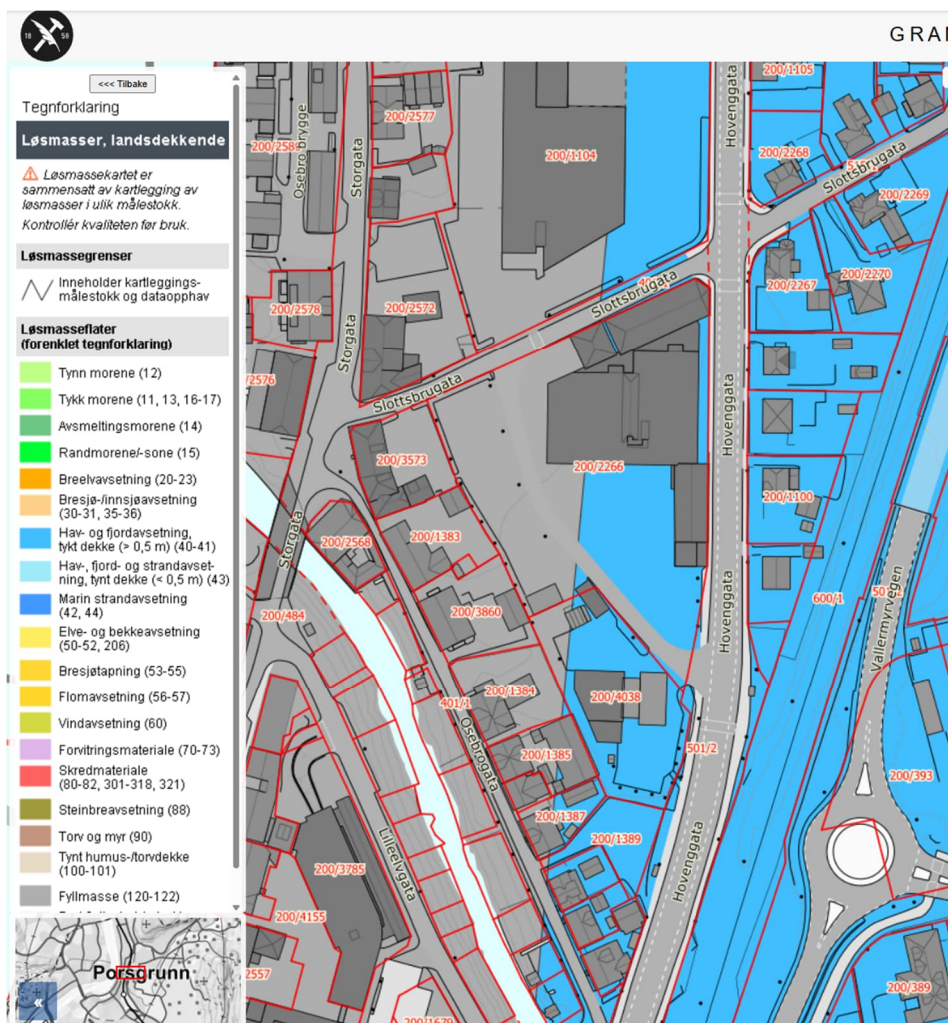 18 58
GRAN
<<< Tilbake
Tegnforklaring
Løsmasser, landsdekkende
Løsmassekartet er
sammensatt av kartlegging av
løsmasser i ulik målestokk.
Kontrollér kvaliteten før bruk.
Løsmassegrenser
Inneholder kartleggings-
målestokk og dataopphav
Løsmasseflater
(forenklet tegnforklaring)
Tynn morene (12)
Tykk morene (11, 13, 16-17)
Avsmeltingsmorene (14)
Randmorene/-sone (15)
Breelvavsetning (20-23)
Bresjø-/innsjøavsetning
(30-31, 35-36)
Hav- og fjordavsetning,
tykt dekke (> 0,5 m) (40-41)
Hav-, fjord- og strandavset-
ning, tynt dekke (< 0,5 m) (43)
Marin strandavsetning
(42, 44)
Elve- og bekkeavsetning
(50-52, 206)
Bresjøtapning (53-55)
Flomavsetning (56-57)
Vindavsetning (60)
Forvitringsmateriale (70-73)
Skredmateriale
(80-82, 301-318, 321)
Steinbreavsetning (88)
Torv og myr (90)
Tynt humus-/torvdekke
(100-101)
Fyllmasse (120-122)
Porsgrunn
«
200/1105
200/2577
Osebro brygge
Storgata
Hovenggata
200/1104
200/2268
Slottsbrugata
200/2269
200/2578
200/2572
Slottsbrugata
200/2267
200/2270
Storgata
2576
Slottsbrugata
Hovenggata
200/3573
200/2266
200/1100
200/2568
200/1383
Storgata
200/484
200/3860
Hovenggata
600/1
Vallermyrvegen
401/1
200/1384
200/4038
Osebrogata
200/1385
501/2
200/393
200/1387
200/1389
Lilleelvgata
200/3785
Hovenggata
200/4155
2557
200/389
200/1679